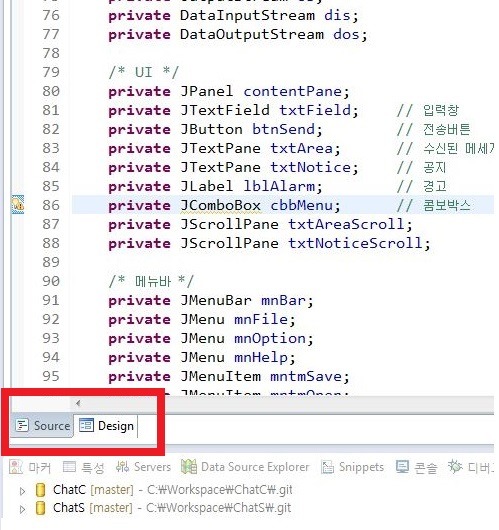 76 private DataInputStream dis;
77 private DataOutputStream dos;
78
79 /* UI */
80 private JPanel contentPane;
81 private JTextField txtField; // 입력창
82 private JButton btnSend; // 전송버튼
83 private JTextPane txtArea; // 수신된 메세
84 private JTextPane txtNotice; // 공지
85 private JLabel lblAlarm; // 경고
86 private JComboBox cbbMenu; // 콤보박스
87 private JScrollPane txtAreaScroll;
88 private JScrollPane txtNoticeScroll;
89
90 /* 메뉴바 */
91 private JMenuBar mnBar;
92 private JMenu mnFile;
93 private JMenu mnOption;
94 private JMenu mnHelp;
95 private JMenuItem mntmSave;
JMenuItem mntmOpen
Source Design
마커 특성 Servers Data Source Explorer Snippets 콘솔 디버
ChatC [master] - C:₩Workspace₩ChatC₩.git
ChatS [master] - C:₩Workspace₩ChatS₩.git